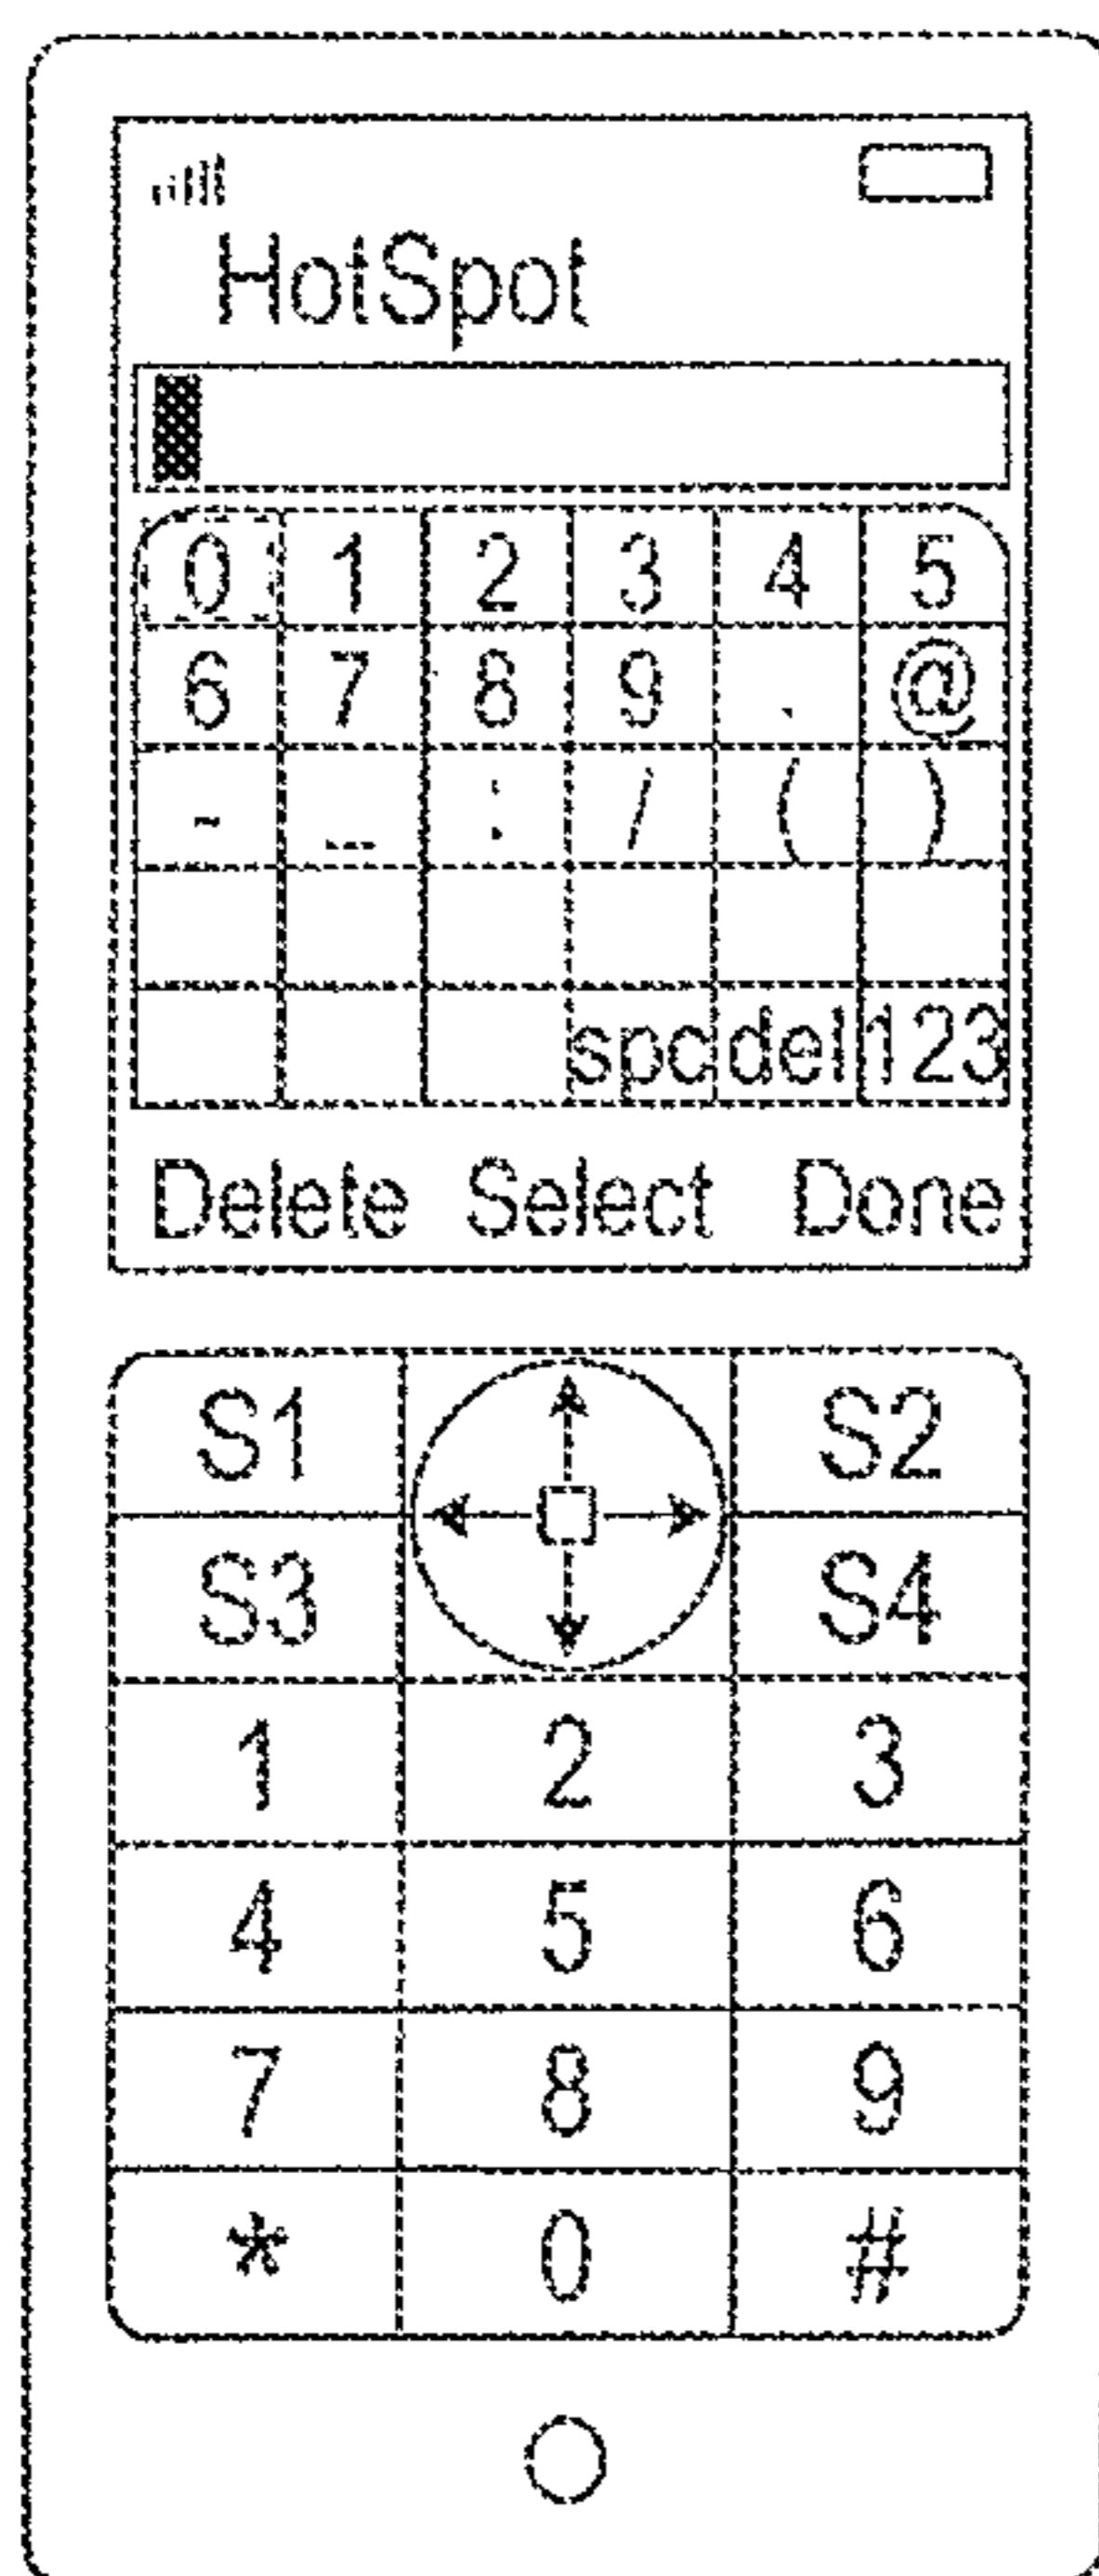 HotSpot
0 1 2 3 4 5
6 7 8 9 . @
- _ : / ( )
spc del 123
Delete Select Done
S1 S2
S3 S4
1 2 3
4 5 6
7 8 9
* 0 #